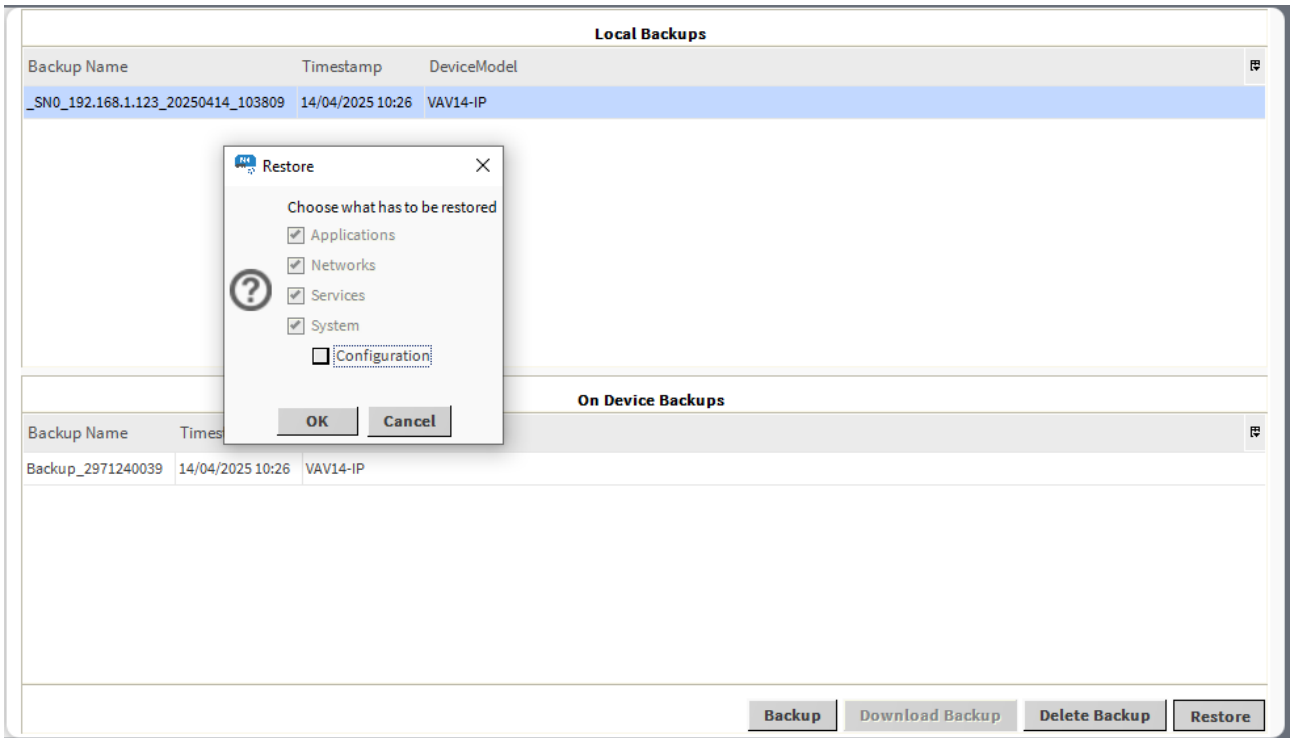 Local Backups
Backup Name Timestamp DeviceModel
_SN0_192.168.1.123_20250414_103809 14/04/2025 10:26 VAV14-IP
Restore
Choose what has to be restored
Applications
Networks
Services
System
Configuration
OK Cancel
On Device Backups
Backup Name Times
Backup_2971240039 14/04/2025 10:26 VAV14-IP
Backup Download Backup Delete Backup Restore